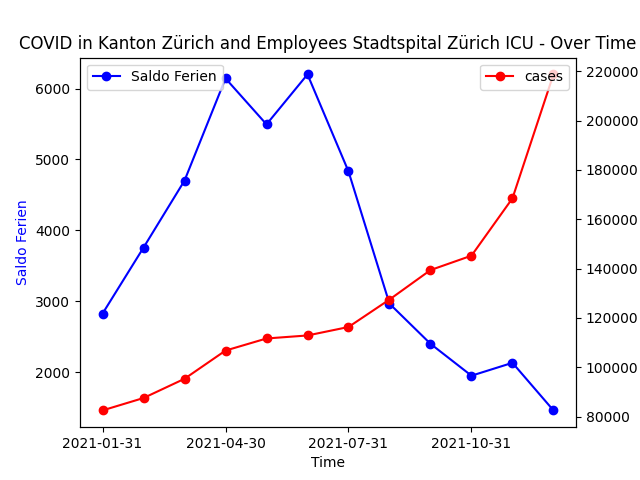 COVID in Kanton Zürich and Employees Stadtspital Zürich ICU - Over Time
Saldo Ferien
cases
6000
5000
4000
3000
2000
Saldo Ferien
220000
200000
180000
160000
140000
120000
100000
80000
2021-01-31 2021-04-30 2021-07-31 2021-10-31
Time